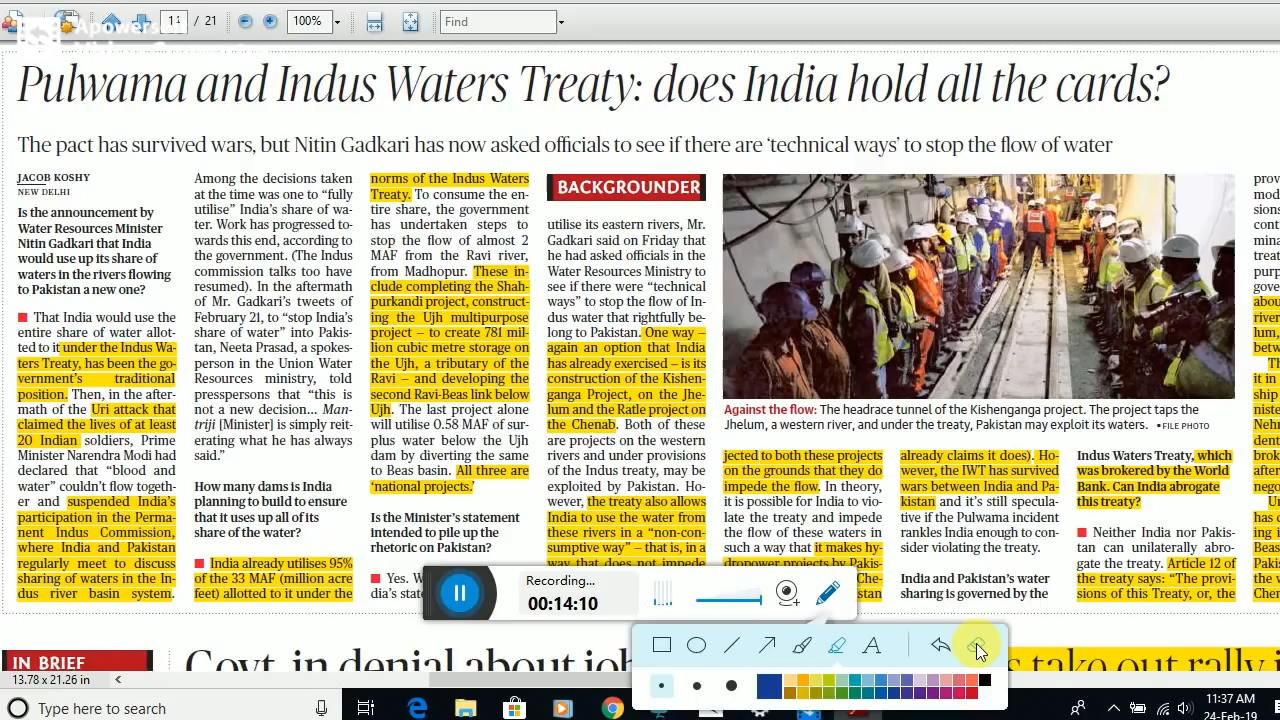 11 / 21
100%
Find
Apowersoft
Pulwama and Indus Waters Treaty: does India hold all the cards?
The pact has survived wars, but Nitin Gadkari has now asked officials to see if there are ‘technical ways’ to stop the flow of water
JACOB KOSHY
NEW DELHI
Is the announcement by
Water Resources Minister
Nitin Gadkari that India
would use up its share of
waters in the rivers flowing
to Pakistan a new one?
That India would use the
entire share of water allot-
ted to it under the Indus Wa-
ters Treaty, has been the go-
vernment’s traditional
position. Then, in the after-
math of the Uri attack that
claimed the lives of at least
20 Indian soldiers, Prime
Minister Narendra Modi had
declared that “blood and
water” couldn’t flow togeth-
er and suspended India’s
participation in the Perma-
nent Indus Commission,
where India and Pakistan
regularly meet to discuss
sharing of waters in the In-
dus river basin system.
Among the decisions taken
at the time was one to “fully
utilise” India’s share of wa-
ter. Work has progressed to-
wards this end, according to
the government. (The Indus
commission talks too have
resumed). In the aftermath
of Mr. Gadkari’s tweets of
February 21, to “stop India’s
share of water” into Pakis-
tan, Neeta Prasad, a spokes-
person in the Union Water
Resources ministry, told
presspersons that “this is
not a new decision... Man-
triji [Minister] is simply reit-
erating what he has always
said.”
How many dams is India
planning to build to ensure
that it uses up all of its
share of the water?
India already utilises 95%
of the 33 MAF (million acre
feet) allotted to it under the
norms of the Indus Waters
Treaty. To consume the en-
tire share, the government
has undertaken steps to
stop the flow of almost 2
MAF from the Ravi river,
from Madhopur. These in-
clude completing the Shah-
purkandi project, construct-
ing the Ujh multipurpose
project – to create 781 mil-
lion cubic metre storage on
the Ujh, a tributary of the
Ravi – and developing the
second Ravi-Beas link below
Ujh. The last project alone
will utilise 0.58 MAF of sur-
plus water below the Ujh
dam by diverting the same
to Beas basin. All three are
‘national projects.’
Is the Minister’s statement
intended to pile up the
rhetoric on Pakistan?
Yes. W
dia’s stat
BACKGROUNDER
utilise its eastern rivers, Mr.
Gadkari said on Friday that
he had asked officials in the
Water Resources Ministry to
see if there were “technical
ways” to stop the flow of In-
dus water that rightfully be-
long to Pakistan. One way –
again an option that India
has already exercised – is its
construction of the Kishen-
ganga Project, on the Jhe-
lum and the Ratle project on
the Chenab. Both of these
are projects on the western
rivers and under provisions
of the Indus treaty, may be
exploited by Pakistan. Ho-
wever, the treaty also allows
India to use the water from
these rivers in a “non-con-
sumptive way” – that is, in a
way that does not impede
Against the flow: The headrace tunnel of the Kishenganga project. The project taps the
Jhelum, a western river, and under the treaty, Pakistan may exploit its waters. ▪ FILE PHOTO
jected to both these projects
on the grounds that they do
impede the flow. In theory,
it is possible for India to vio-
late the treaty and impede
the flow of these waters in
such a way that it makes hy-
dropower projects by Pakis-
Che-
stan
already claims it does). Ho-
wever, the IWT has survived
wars between India and Pa-
kistan and it’s still specula-
tive if the Pulwama incident
rankles India enough to con-
sider violating the treaty.
India and Pakistan’s water
sharing is governed by the
Indus Waters Treaty, which
was brokered by the World
Bank. Can India abrogate
this treaty?
Neither India nor Pakis-
tan can unilaterally abro-
gate the treaty. Article 12 of
the treaty says: “The provi-
sions of this Treaty, or, the
Recording...
00:14:10
A
IN BRIEF
Govt. in denial about jo
s take out rally i
13.78 x 21.26 in
Type here to search
11:37 AM
24-Feb-19